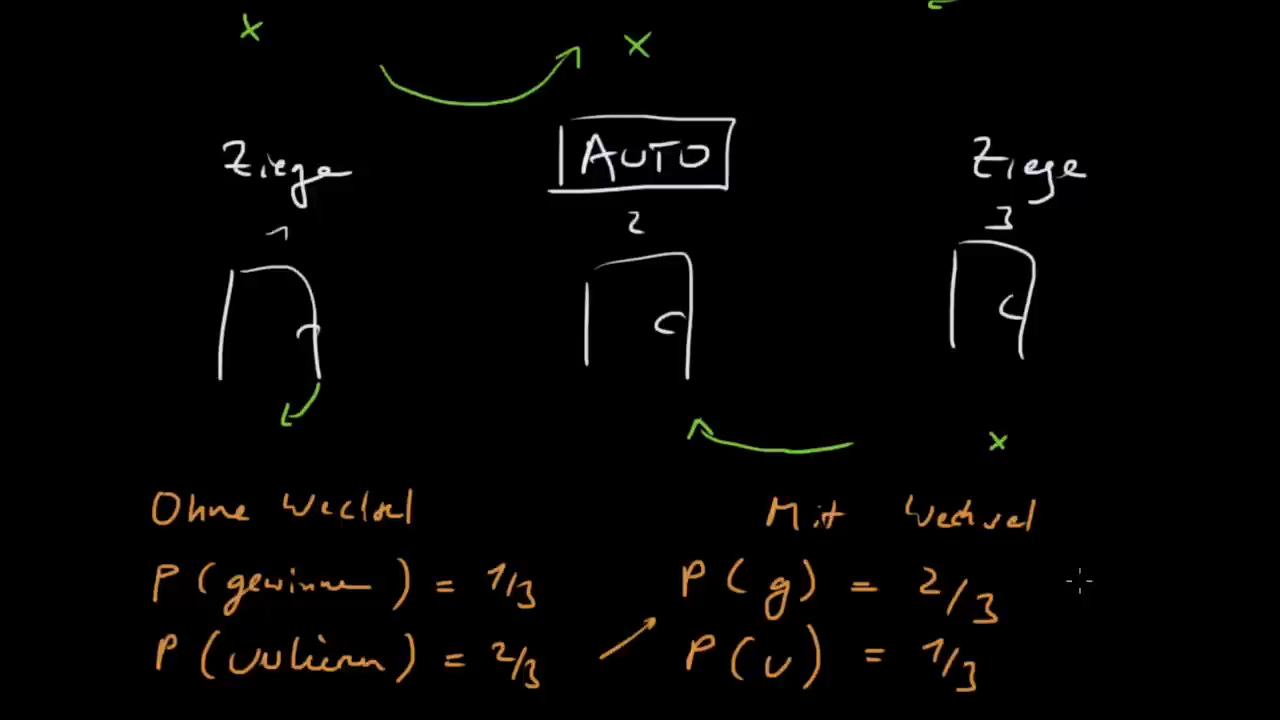 x x
Ziege AUTO Ziege
1 2 3
x
Ohne Wechsel Mit Wechsel
P (gewinnen) = 1/3 P (g) = 2/3
P (verlieren) = 2/3 P (v) = 1/3